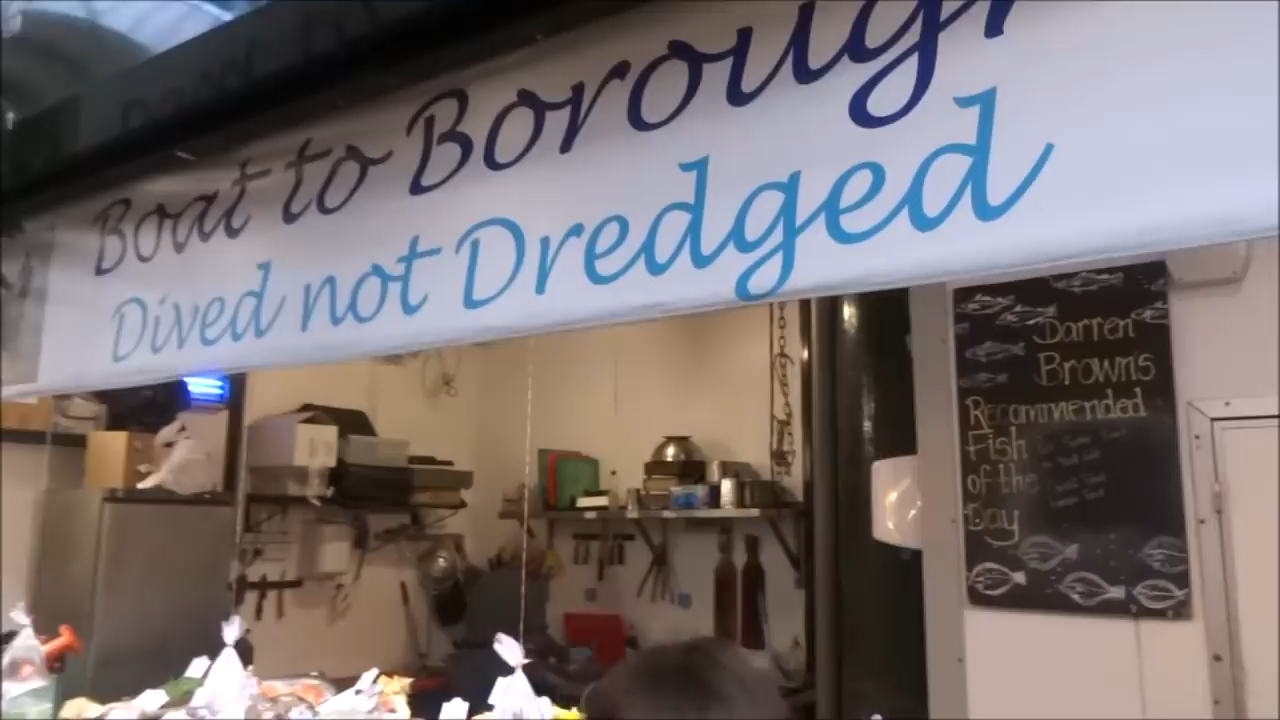 Boat to Borough
Dived not Dredged
Darren
Browns
Recommended
Fish
of the
Day